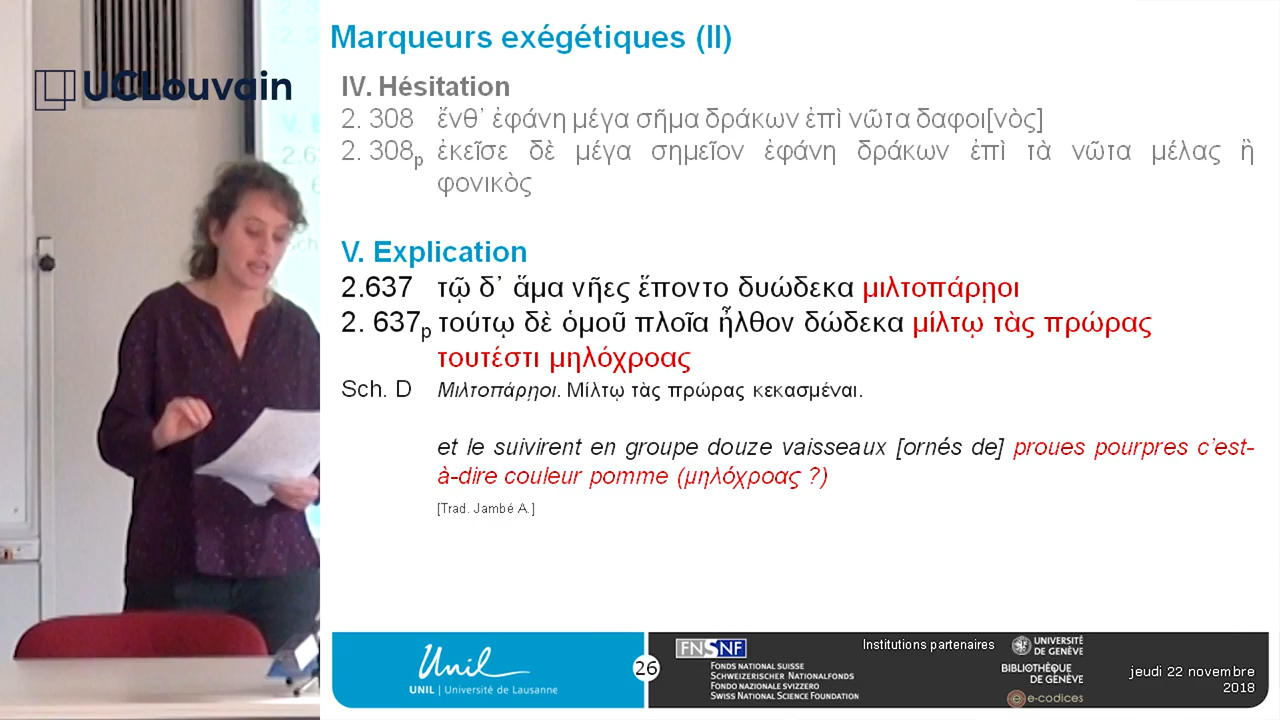 UCLouvain
Marqueurs exégétiques (II)
IV. Hésitation
2. 308 ἔνθ᾽ ἐφάνη μέγα σῆμα δράκων ἐπὶ νῶτα δαφοι[νὸς]
2. 308p ἐκεῖσε δὲ μέγα σημεῖον ἐφάνη δράκων ἐπὶ τὰ νῶτα μέλας ἢ
φονικὸς
V. Explication
2.637 τῷ δ᾽ ἅμα νῆες ἕποντο δυώδεκα μιλτοπάρῃοι
2. 637p τούτῳ δὲ ὁμοῦ πλοῖα ἦλθον δώδεκα μίλτῳ τὰς πρώρας
τουτέστι μηλόχροας
Sch. D Μιλτοπάρῃοι. Μίλτῳ τὰς πρώρας κεκασμέναι.
et le suivirent en groupe douze vaisseaux [ornés de] proues pourpres c’est-
à-dire couleur pomme (μηλόχροας ?)
[Trad. Jambé A.]
Unil
UNIL | Université de Lausanne
26
FNSNF
FONDS NATIONAL SUISSE
SCHWEIZERISCHER NATIONALFONDS
FONDO NAZIONALE SVIZZERO
SWISS NATIONAL SCIENCE FOUNDATION
Institutions partenaires
UNIVERSITÉ
DE GENÈVE
BIBLIOTHÈQUE
DE GENÈVE
e-codices
jeudi 22 novembre
2018